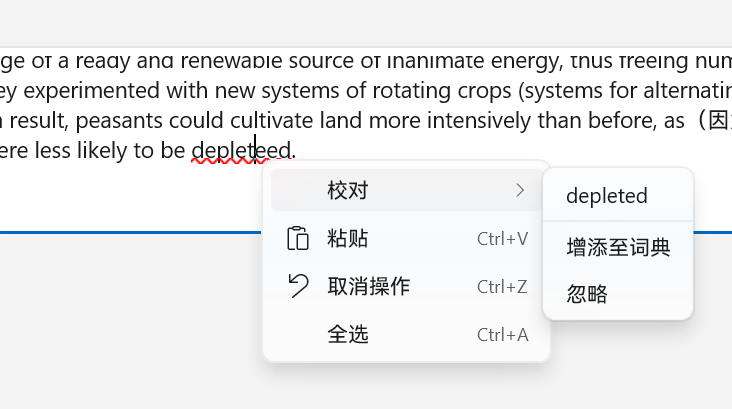 ge of a ready and renewable source of inanimate energy, thus freeing num
ey experimented with new systems of rotating crops (systems for alternatin
result, peasants could cultivate land more intensively than before, as（因
ere less likely to be depleteed.
校对
粘贴 Ctrl+V
取消操作 Ctrl+Z
全选 Ctrl+A
depleted
增添至词典
忽略